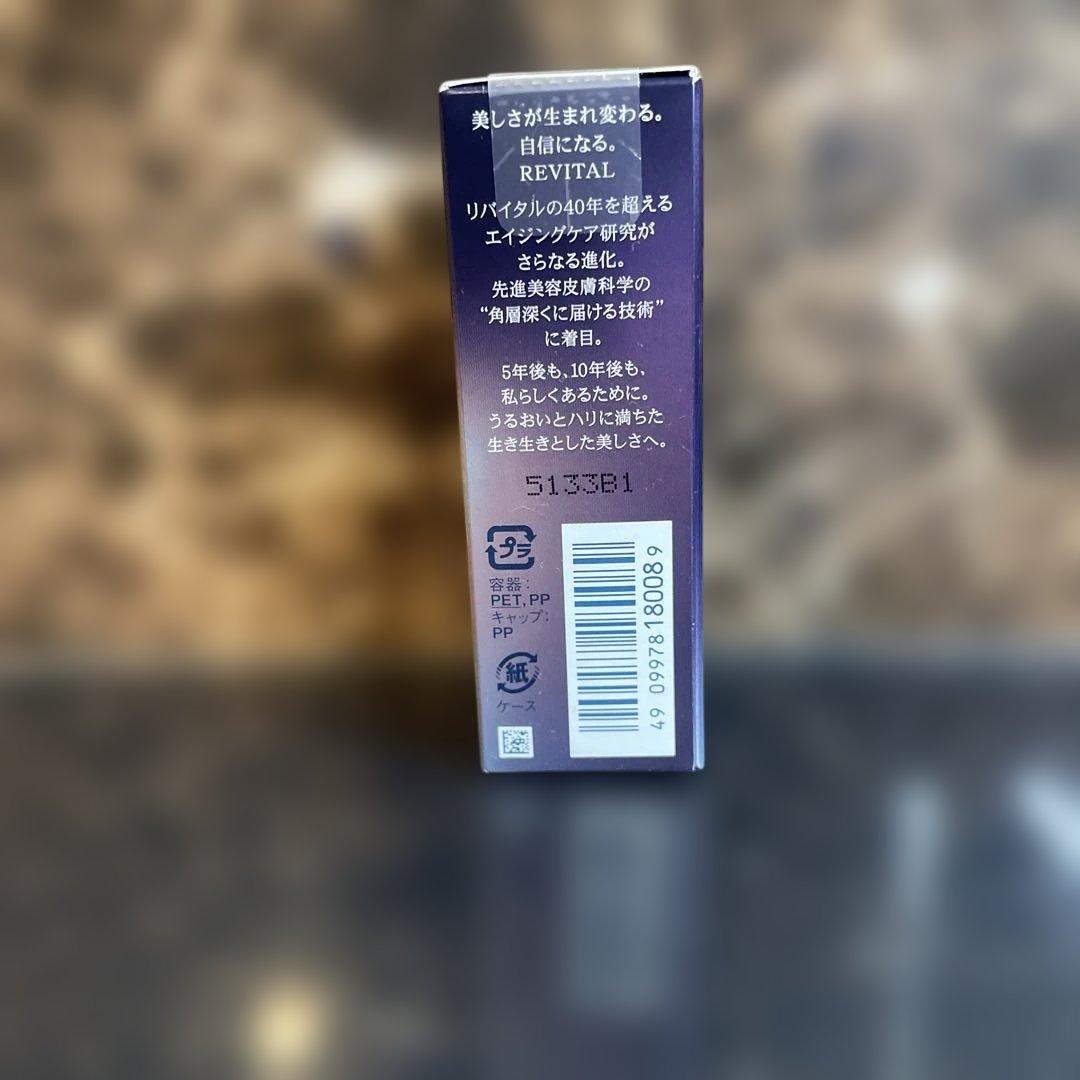 美しさが生まれ変わる。
自信になる。
REVITAL
リバイタルの40年を超える
エイジングケア研究が
さらなる進化。
先進美容皮膚科学の
“角層深くに届ける技術”
に着目。
5年後も、10年後も、
私らしくあるために。
うるおいとハリに満ちた
生き生きとした美しさへ。
5133B1
プラ
容器:
PET, PP
キャップ:
PP
紙
ケース
49 0997818008 9